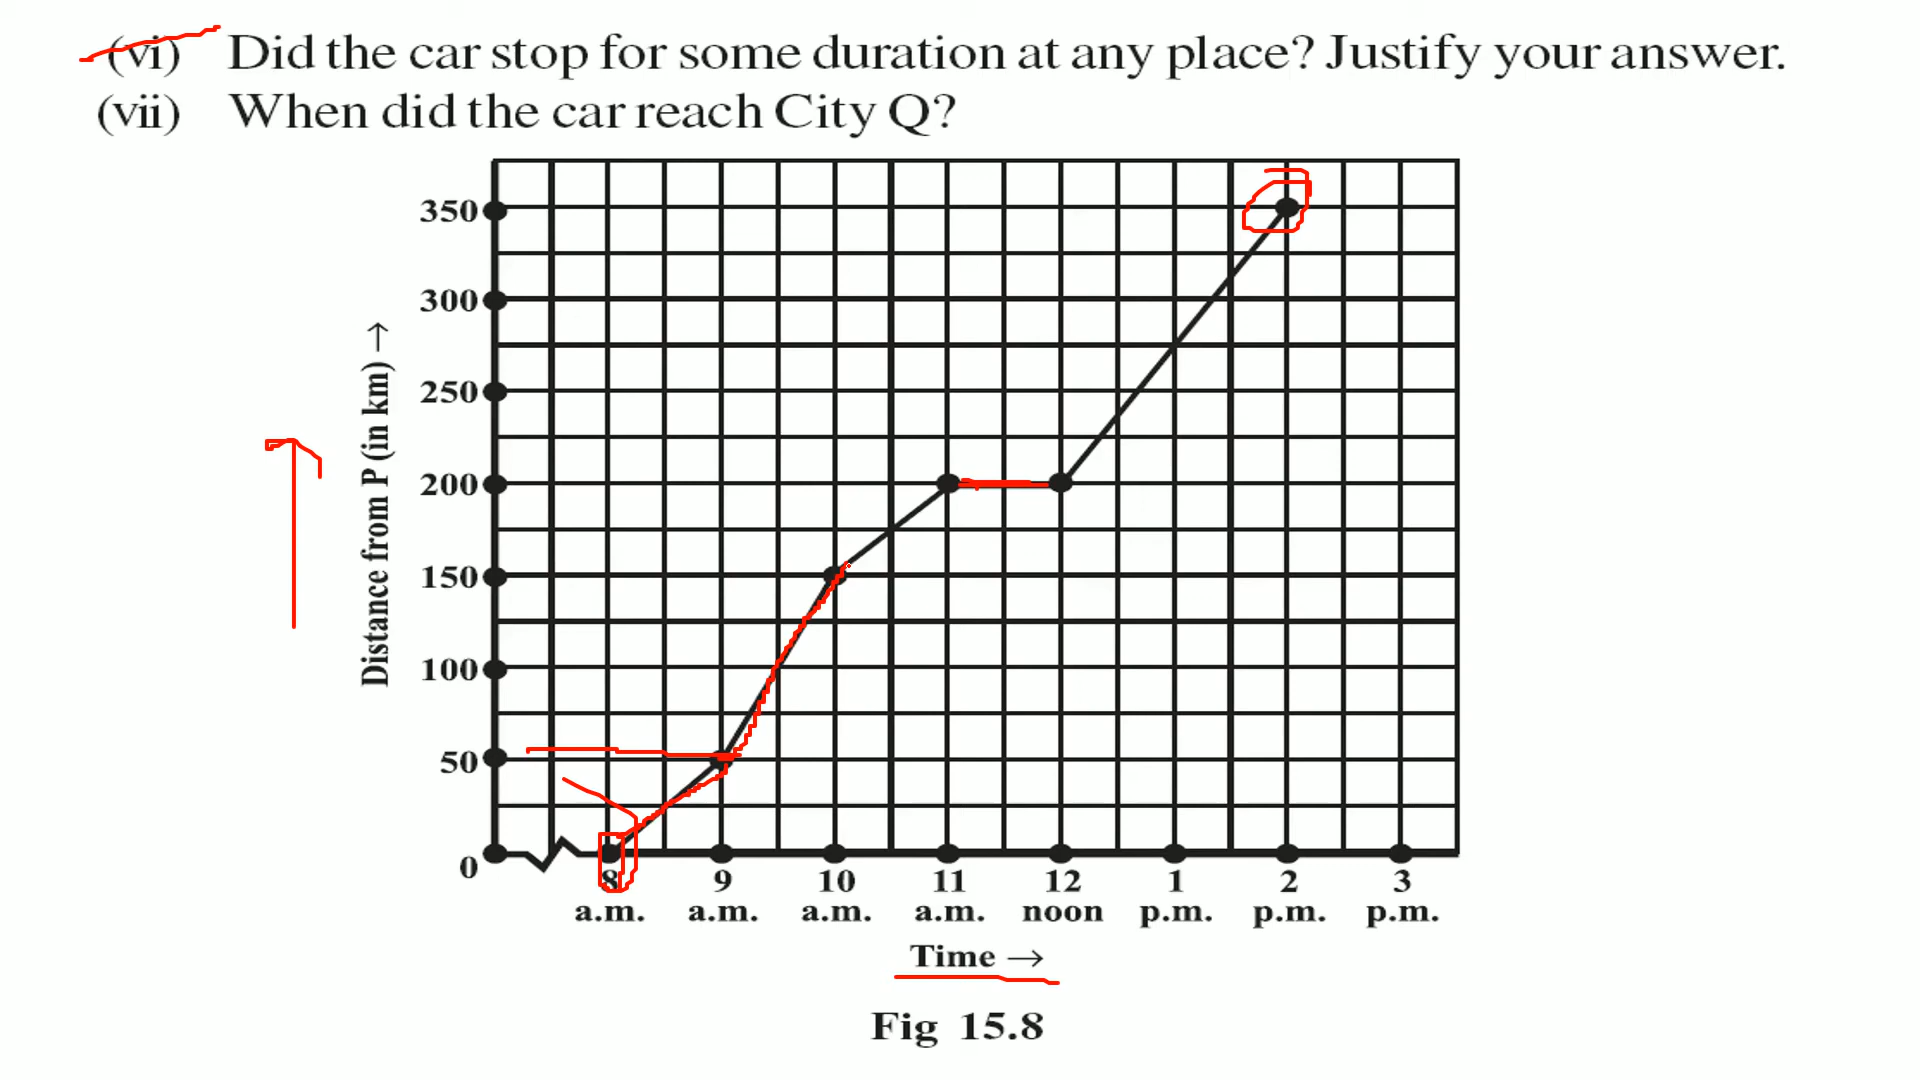 (vi) Did the car stop for some duration at any place? Justify your answer.
(vii) When did the car reach City Q?
350
300
250
200
150
100
50
0
Distance from P (in km) →
8 9 10 11 12 1 2 3
a.m. a.m. a.m. a.m. noon p.m. p.m. p.m.
Time →
Fig 15.8